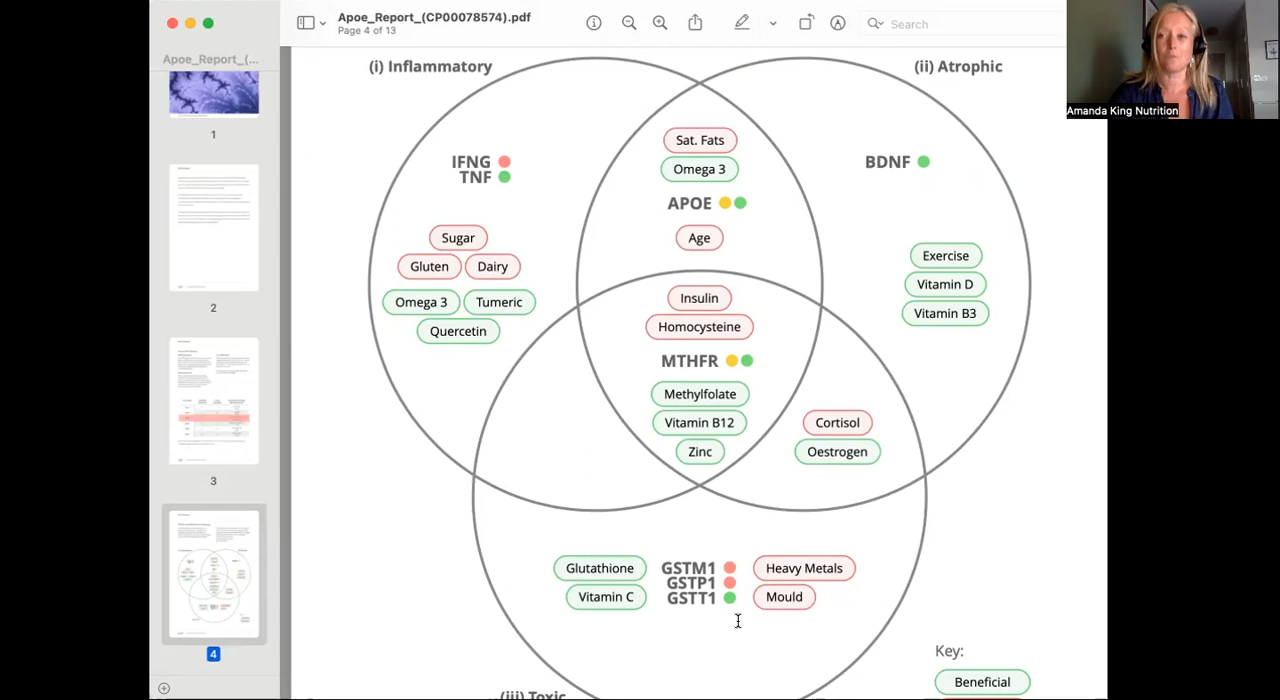 Apoe_Report_(CP00078574).pdf
Page 4 of 13
Search
Amanda King Nutrition
Apoe_Report_(...
1
2
3
4
(i) Inflammatory
(ii) Atrophic
Sat. Fats
Omega 3
IFNG
TNF
BDNF
APOE
Age
Sugar
Gluten
Dairy
Omega 3
Tumeric
Quercetin
Exercise
Vitamin D
Vitamin B3
Insulin
Homocysteine
MTHFR
Methylfolate
Vitamin B12
Zinc
Cortisol
Oestrogen
Glutathione
Vitamin C
GSTM1
GSTP1
GSTT1
Heavy Metals
Mould
Key:
Beneficial
(iii) Toxic